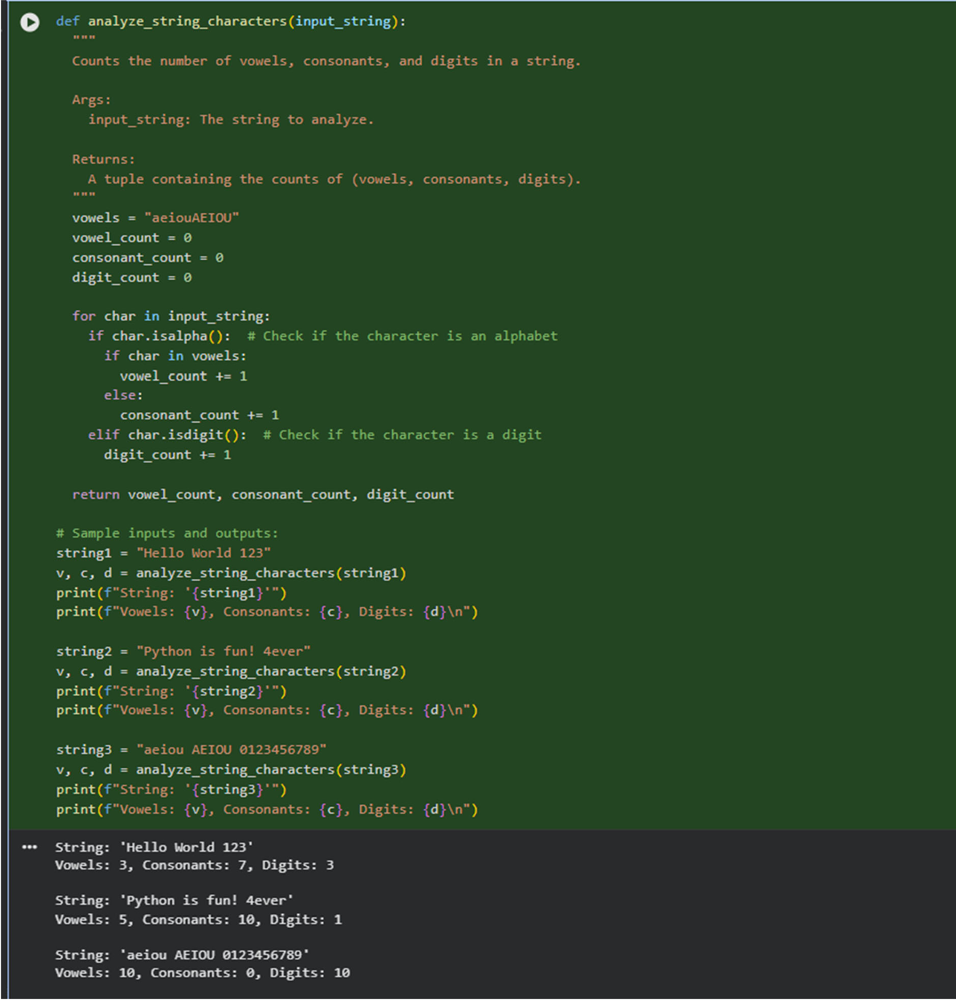 def analyze_string_characters(input_string):
  """
  Counts the number of vowels, consonants, and digits in a string.

  Args:
    input_string: The string to analyze.

  Returns:
    A tuple containing the counts of (vowels, consonants, digits).
  """
  vowels = "aeiouAEIOU"
  vowel_count = 0
  consonant_count = 0
  digit_count = 0

  for char in input_string:
    if char.isalpha():  # Check if the character is an alphabet
      if char in vowels:
        vowel_count += 1
      else:
        consonant_count += 1
    elif char.isdigit():  # Check if the character is a digit
      digit_count += 1

  return vowel_count, consonant_count, digit_count

# Sample inputs and outputs:
string1 = "Hello World 123"
v, c, d = analyze_string_characters(string1)
print(f"String: '{string1}'")
print(f"Vowels: {v}, Consonants: {c}, Digits: {d}\n")

string2 = "Python is fun! 4ever"
v, c, d = analyze_string_characters(string2)
print(f"String: '{string2}'")
print(f"Vowels: {v}, Consonants: {c}, Digits: {d}\n")

string3 = "aeiou AEIOU 0123456789"
v, c, d = analyze_string_characters(string3)
print(f"String: '{string3}'")
print(f"Vowels: {v}, Consonants: {c}, Digits: {d}\n")

String: 'Hello World 123'
Vowels: 3, Consonants: 7, Digits: 3

String: 'Python is fun! 4ever'
Vowels: 5, Consonants: 10, Digits: 1

String: 'aeiou AEIOU 0123456789'
Vowels: 10, Consonants: 0, Digits: 10